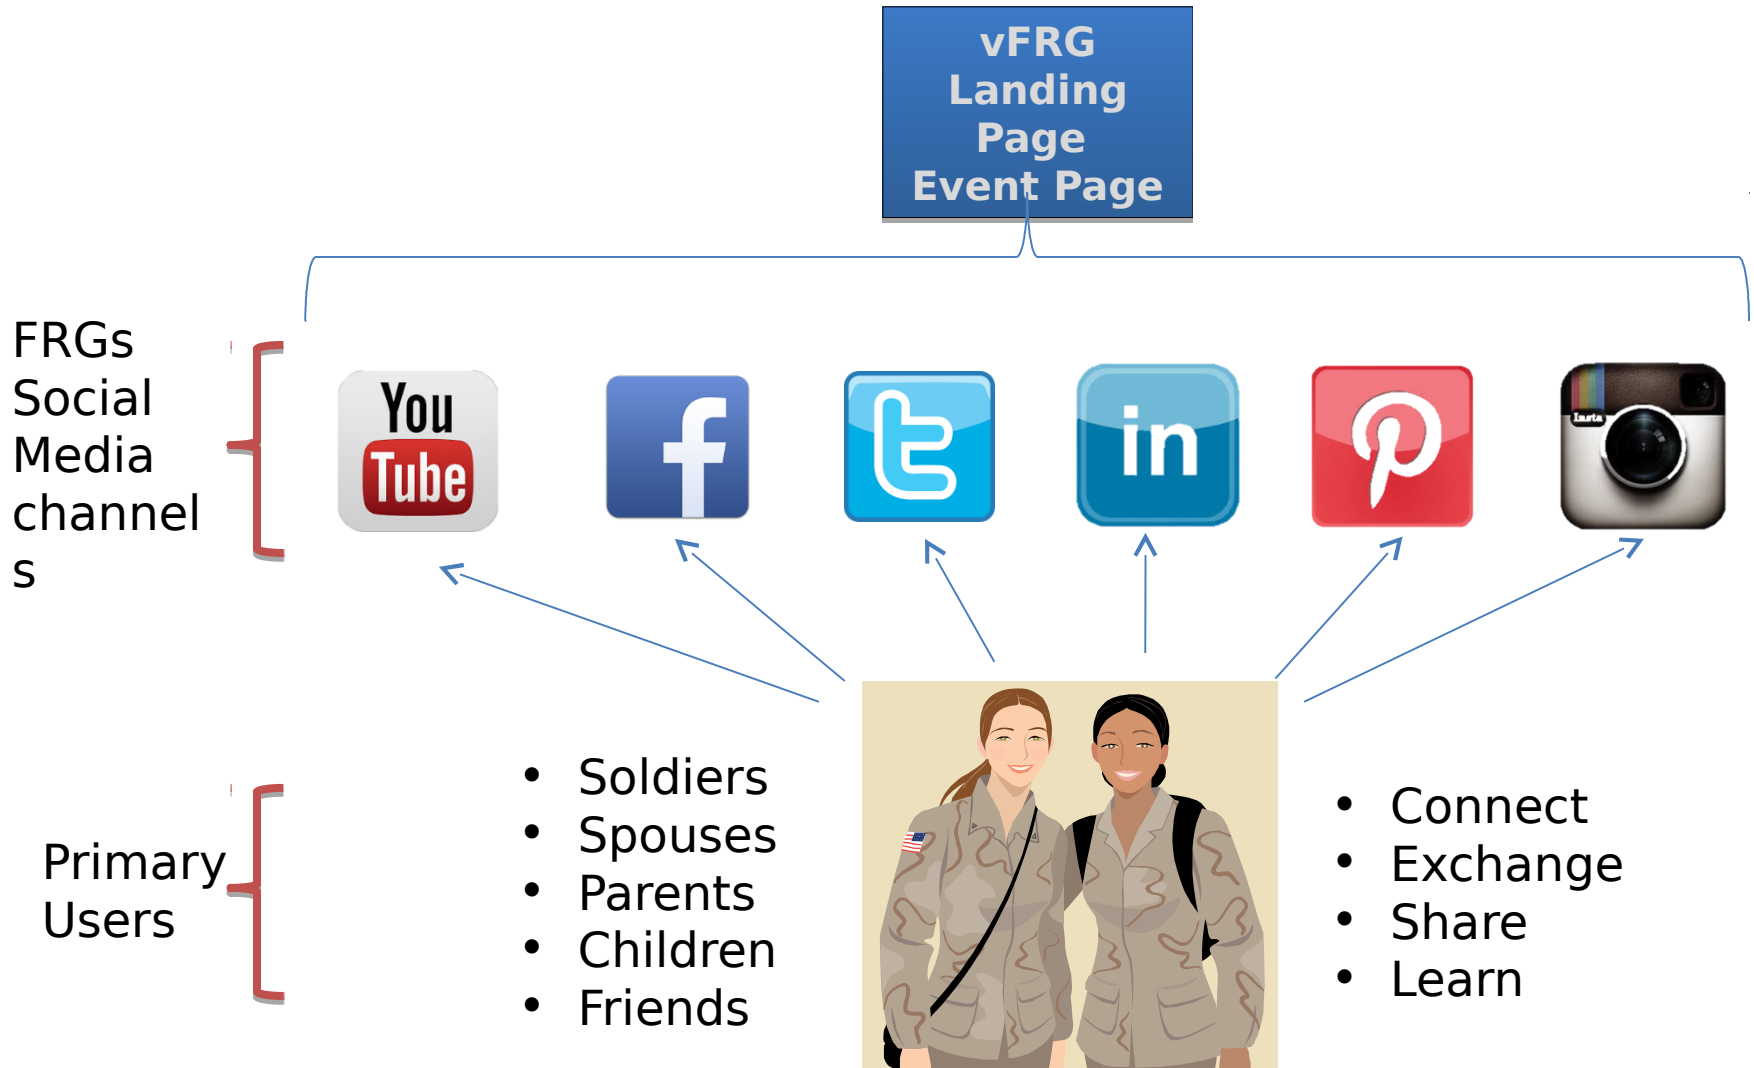 vFRG
Landing
Page
Event Page
FRGs
Social
Media
channel
s
You
Tube
f
t
in
p
Insta
Primary
Users
• Soldiers
• Spouses
• Parents
• Children
• Friends
• Connect
• Exchange
• Share
• Learn